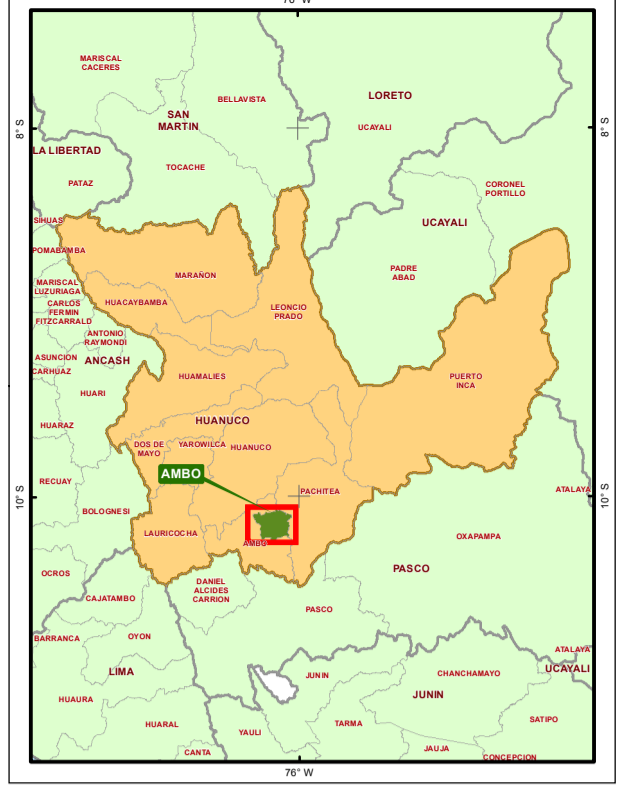 76° W
MARISCAL
CACERES
BELLAVISTA
LORETO
SAN
MARTIN
UCAYALI
8° S
8° S
LA LIBERTAD
TOCACHE
PATAZ
CORONEL
PORTILLO
SIHUAS
UCAYALI
POMABAMBA
PADRE
ABAD
MARAÑON
MARISCAL
LUZURIAGA
HUACAYBAMBA
LEONCIO
PRADO
CARLOS
FERMIN
FITZCARRALD
ANTONIO
RAYMONDI
ASUNCION
ANCASH
CARHUAZ
HUAMALIES
PUERTO
INCA
HUARI
HUANUCO
HUARAZ
DOS DE
MAYO
YAROWILCA
HUANUCO
AMBO
RECUAY
PACHITEA
ATALAYA
10° S
10° S
BOLOGNESI
LAURICOCHA
AMBO
OXAPAMPA
OCROS
DANIEL
ALCIDES
CARRION
PASCO
CAJATAMBO
PASCO
BARRANCA
OYON
ATALAYA
LIMA
JUNIN
CHANCHAMAYO
UCAYALI
HUAURA
JUNIN
HUARAL
YAULI
TARMA
SATIPO
CANTA
JAUJA
CONCEPCION
76° W